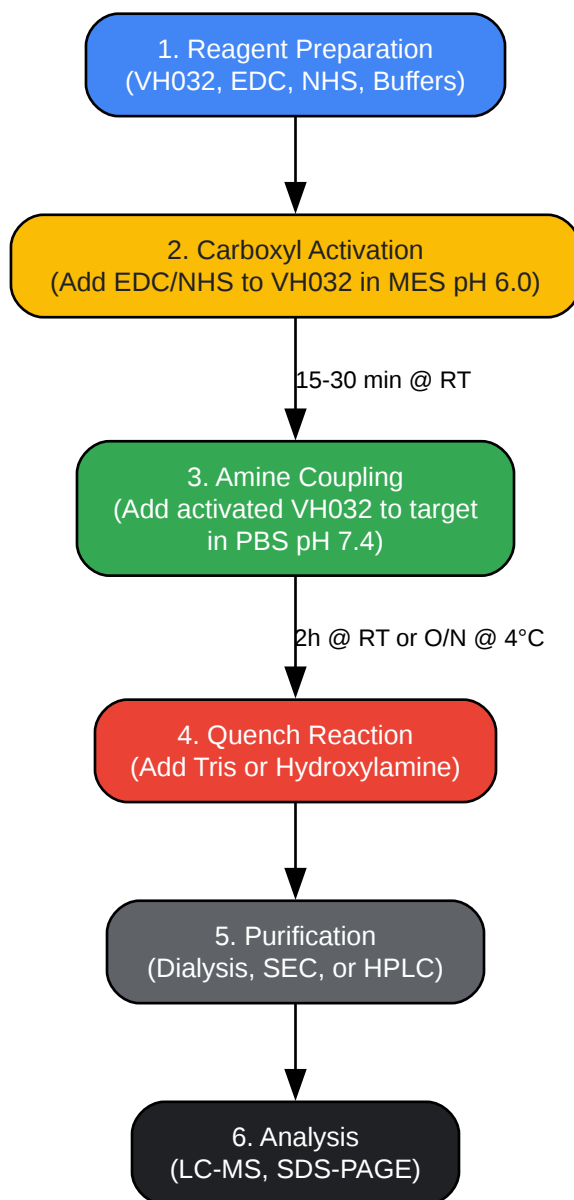 1. Reagent Preparation
(VH032, EDC, NHS, Buffers)
2. Carboxyl Activation
(Add EDC/NHS to VH032 in MES pH 6.0)
15-30 min @ RT
3. Amine Coupling
(Add activated VH032 to target
in PBS pH 7.4)
2h @ RT or O/N @ 4°C
4. Quench Reaction
(Add Tris or Hydroxylamine)
5. Purification
(Dialysis, SEC, or HPLC)
6. Analysis
(LC-MS, SDS-PAGE)